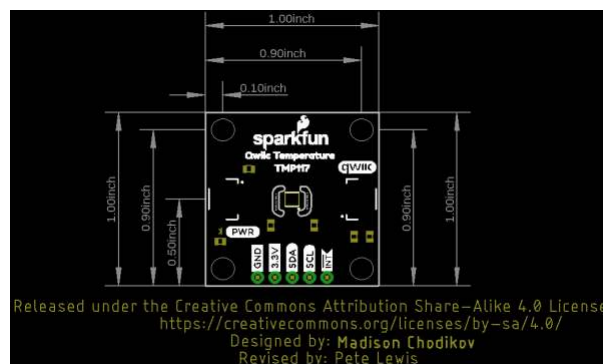 1.00inch
0.90inch
0.10inch
sparkfun
Qwiic Temperature
TMP117
qwiic
1.00inch
0.90inch
0.50inch
0.90inch
1.00inch
PWR
GND
3.3V
SDA
SCL
INT
Released under the Creative Commons Attribution Share-Alike 4.0 License
https://creativecommons.org/licenses/by-sa/4.0/
Designed by: Madison Chodikov
Revised by: Pete Lewis